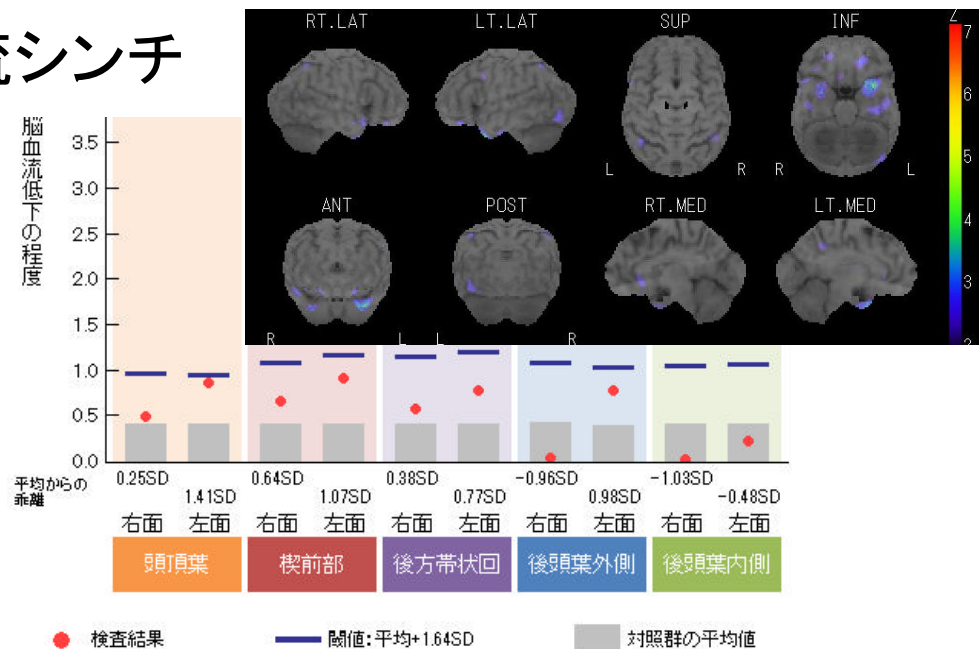 流シンチ
RT.LAT LT.LAT SUP INF
Z
7
6
5
4
3
2
L R R L
ANT POST RT.MED LT.MED
R L L R
脳血流低下の程度
3.5
3.0
2.5
2.0
1.5
1.0
0.5
0.0
平均からの
乖離
0.25SD 0.64SD 0.38SD -0.96SD -1.03SD
1.41SD 1.07SD 0.77SD 0.98SD -0.48SD
右面 左面 右面 左面 右面 左面 右面 左面 右面 左面
頭頂葉 楔前部 後方帯状回 後頭葉外側 後頭葉内側
検査結果 閾値:平均+1.64SD 対照群の平均値